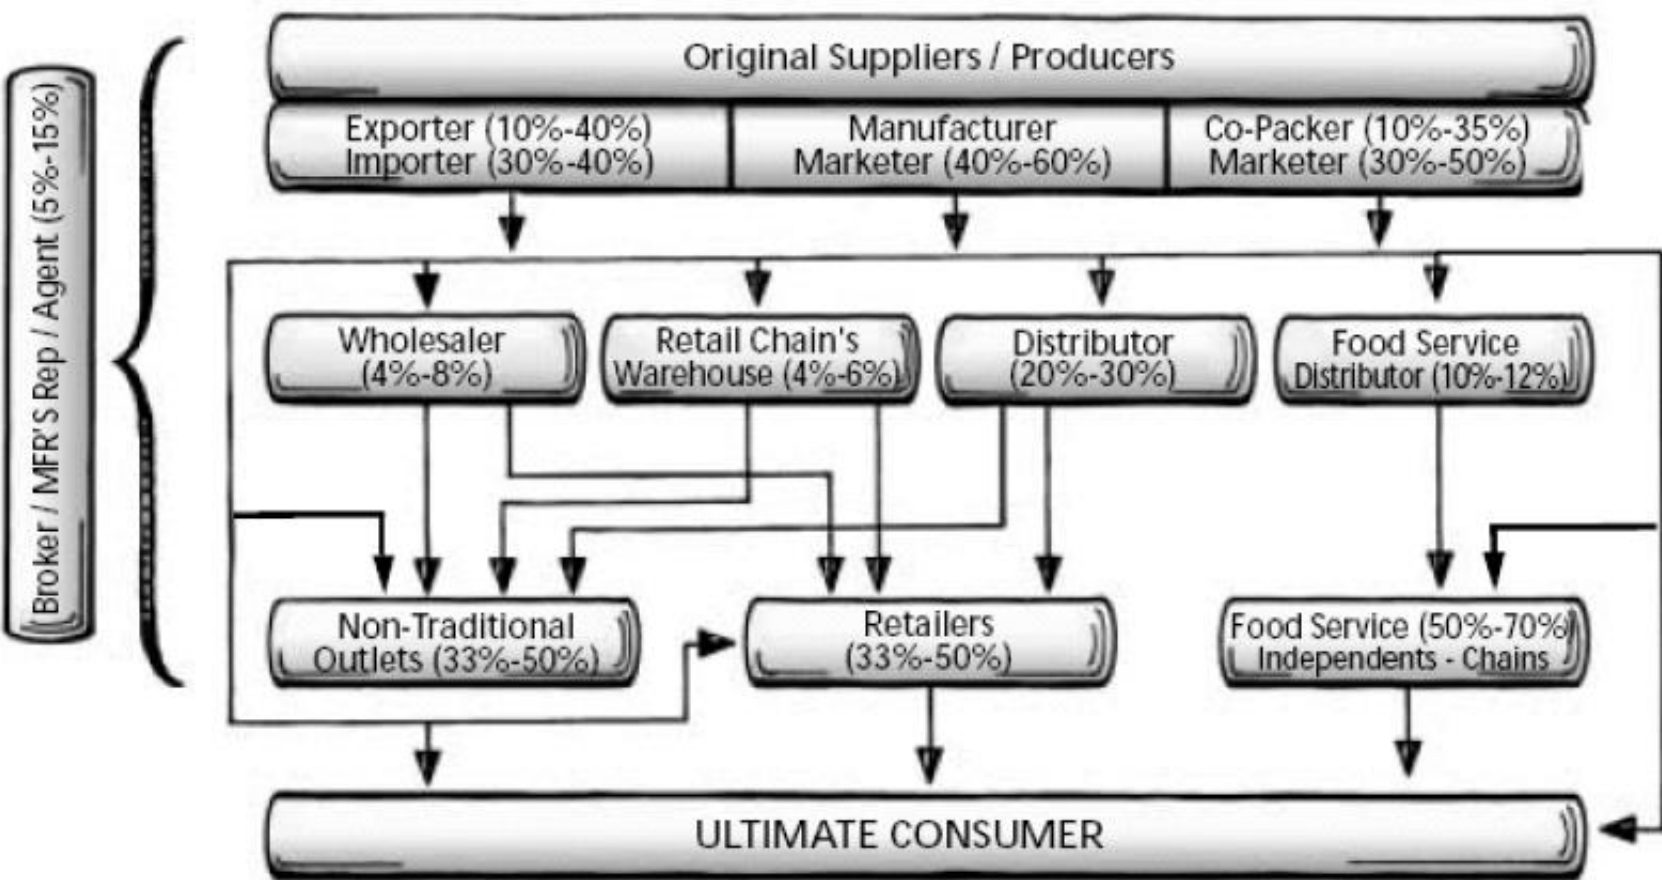 Original Suppliers / Producers
Exporter (10%-40%)
Importer (30%-40%)
Manufacturer
Marketer (40%-60%)
Co-Packer (10%-35%)
Marketer (30%-50%)
Broker / MFR'S Rep / Agent (5%-15%)
Wholesaler
(4%-8%)
Retail Chain's
Warehouse (4%-6%)
Distributor
(20%-30%)
Food Service
Distributor (10%-12%)
Non-Traditional
Outlets (33%-50%)
Retailers
(33%-50%)
Food Service (50%-70%)
Independents - Chains
ULTIMATE CONSUMER